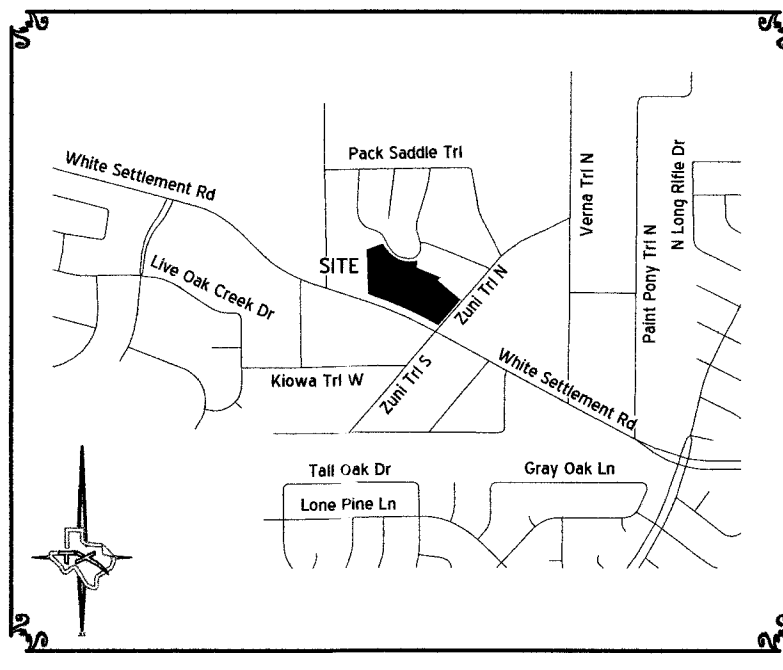 Pack Saddle Trl
White Settlement Rd
Verna Trl N
N Long Rifle Dr
SITE
Live Oak Creek Dr
Zuni Trl N
Paint Pony Trl N
Kiowa Trl W
Zuni Trl S
White Settlement Rd
Tall Oak Dr
Gray Oak Ln
Lone Pine Ln
TX